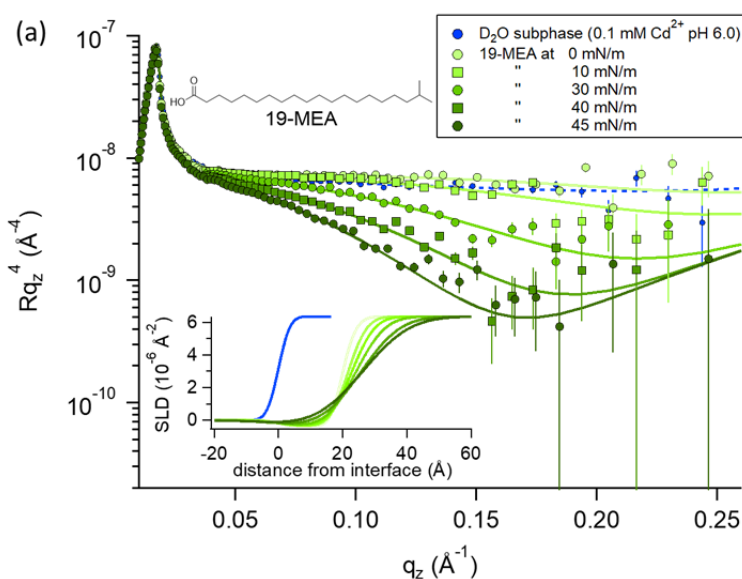 (a)
D₂O subphase (0.1 mM Cd²⁺ pH 6.0)
19-MEA at 0 mN/m
" 10 mN/m
" 30 mN/m
" 40 mN/m
" 45 mN/m
O
HO
19-MEA
10⁻⁷
10⁻⁸
10⁻⁹
10⁻¹⁰
Rq_z⁴ (Å⁻⁴)
6
4
2
0
SLD (10⁻⁶ Å⁻²)
-20 0 20 40 60
distance from interface (Å)
0.05 0.10 0.15 0.20 0.25
q_z (Å⁻¹)